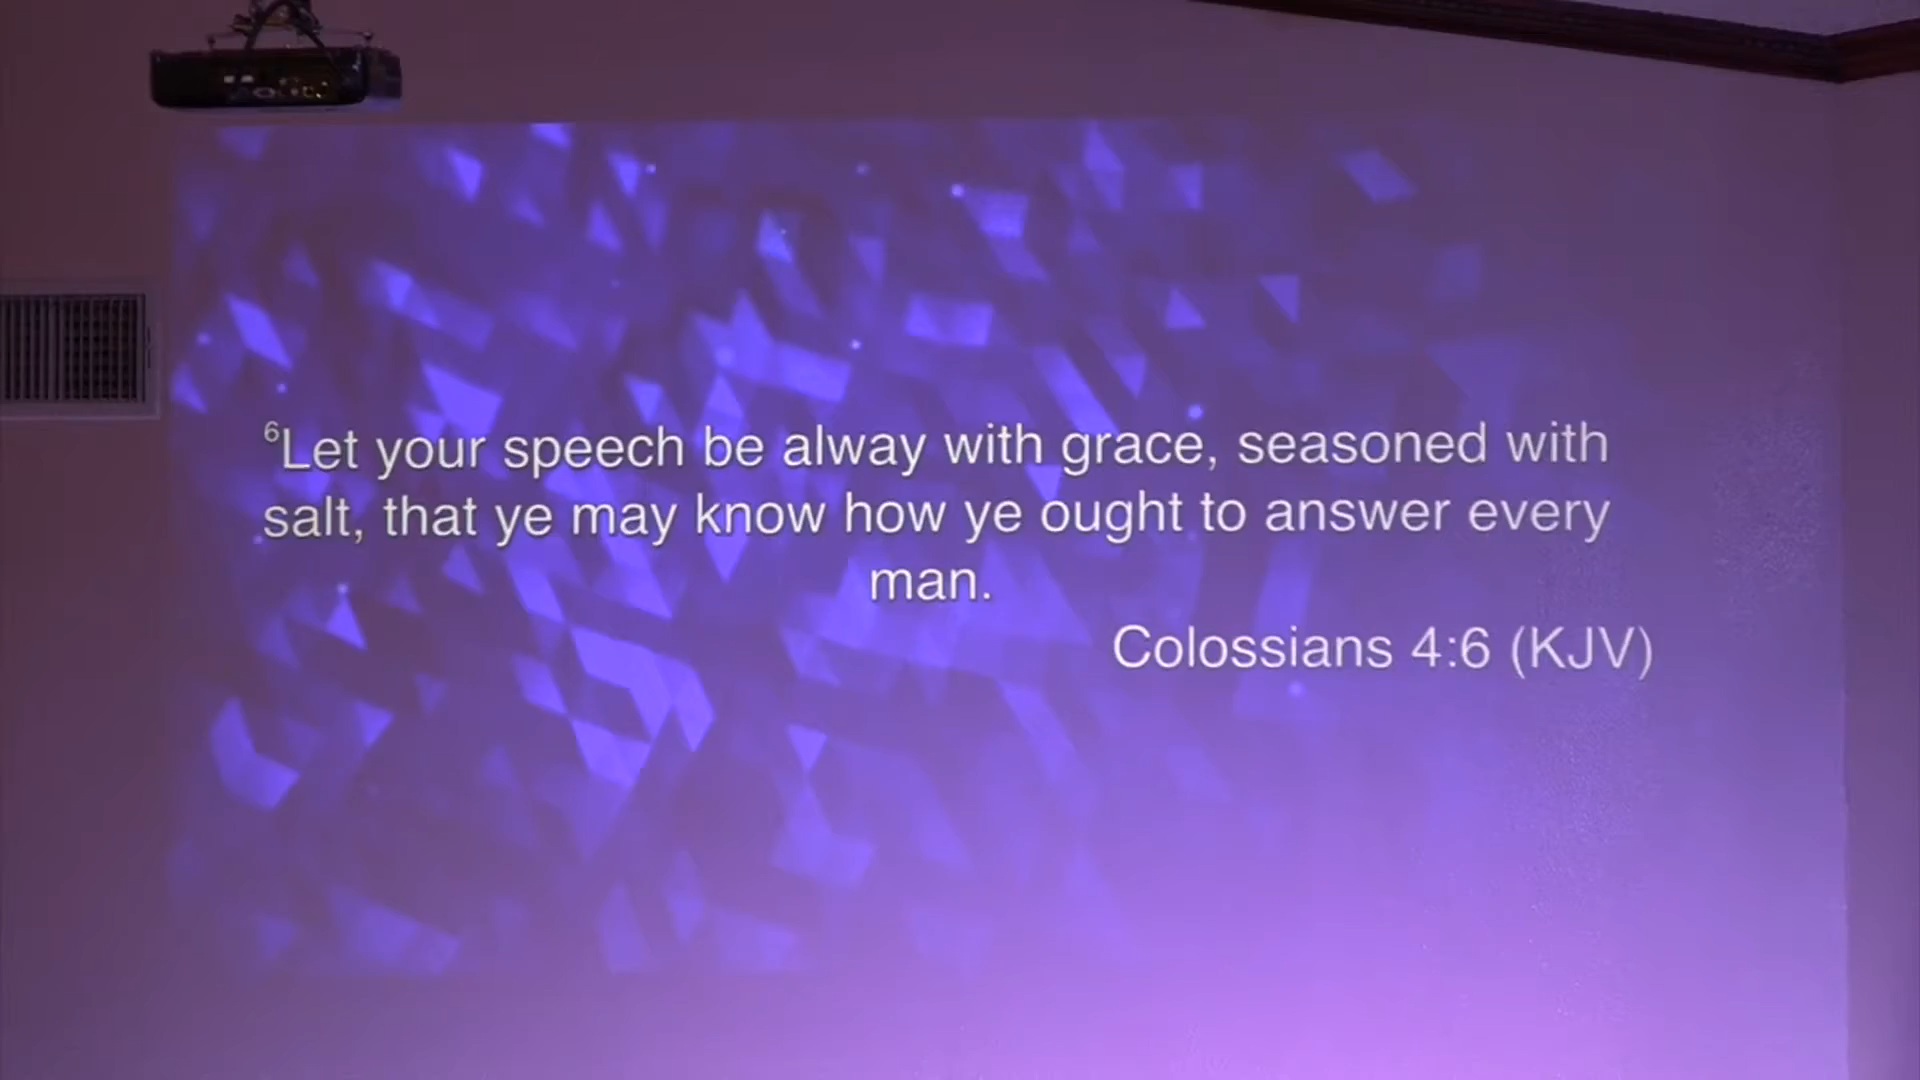 ⁶Let your speech be alway with grace, seasoned with
salt, that ye may know how ye ought to answer every
man.
Colossians 4:6 (KJV)